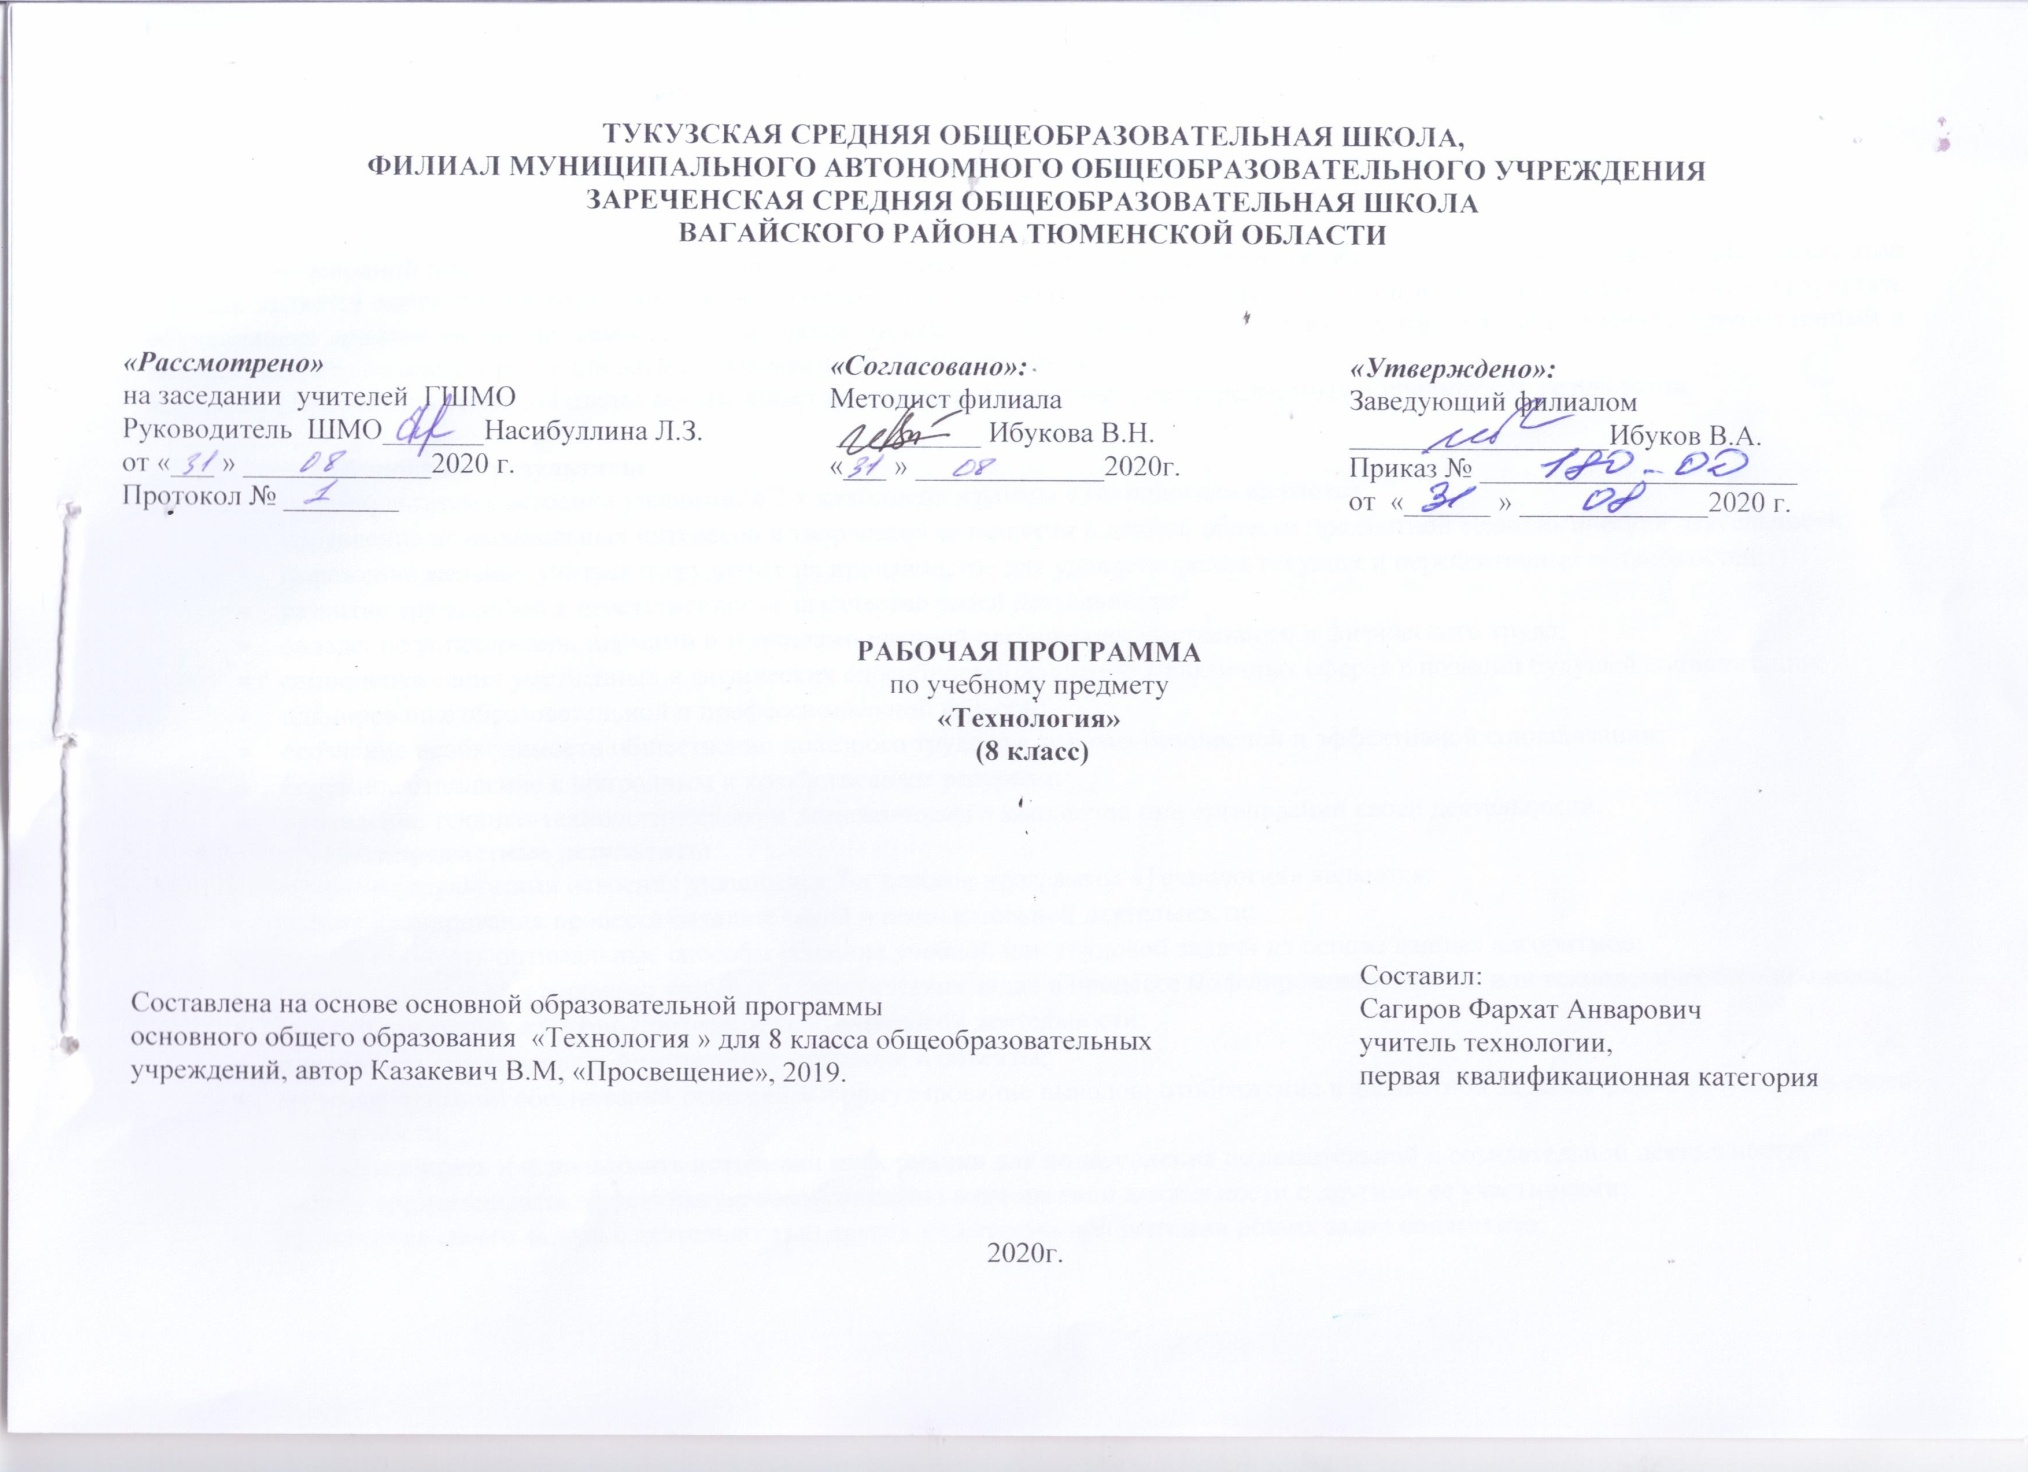 ТУКУЗСКАЯ СРЕДНЯЯ ОБЩЕОБРАЗОВАТЕЛЬНАЯ ШКОЛА,
ФИЛИАЛ МУНИЦИПАЛЬНОГО АВТОНОМНОГО ОБЩЕОБРАЗОВАТЕЛЬНОГО УЧРЕЖДЕНИЯ
ЗАРЕЧЕНСКАЯ СРЕДНЯЯ ОБЩЕОБРАЗОВАТЕЛЬНАЯ ШКОЛА
ВАГАЙСКОГО РАЙОНА ТЮМЕНСКОЙ ОБЛАСТИ
«Рассмотрено»
на заседании учителей ГШМО
Руководитель ШМО_______Насибуллина Л.З.
от «31» 08 2020 г.
Протокол № 1
«Согласовано»:
Методист филиала
__________ Ибукова В.Н.
«31» 08 2020г.
«Утверждено»:
Заведующий филиалом
__________________ Ибуков В.А.
Приказ № 180-од
от «31» 08 2020 г.
РАБОЧАЯ ПРОГРАММА
по учебному предмету
«Технология»
(8 класс)
Составлена на основе основной образовательной программы
основного общего образования «Технология » для 8 класса общеобразовательных
учреждений, автор Казакевич В.М, «Просвещение», 2019.
Составил:
Сагиров Фархат Анварович
учитель технологии,
первая квалификационная категория
2020г.